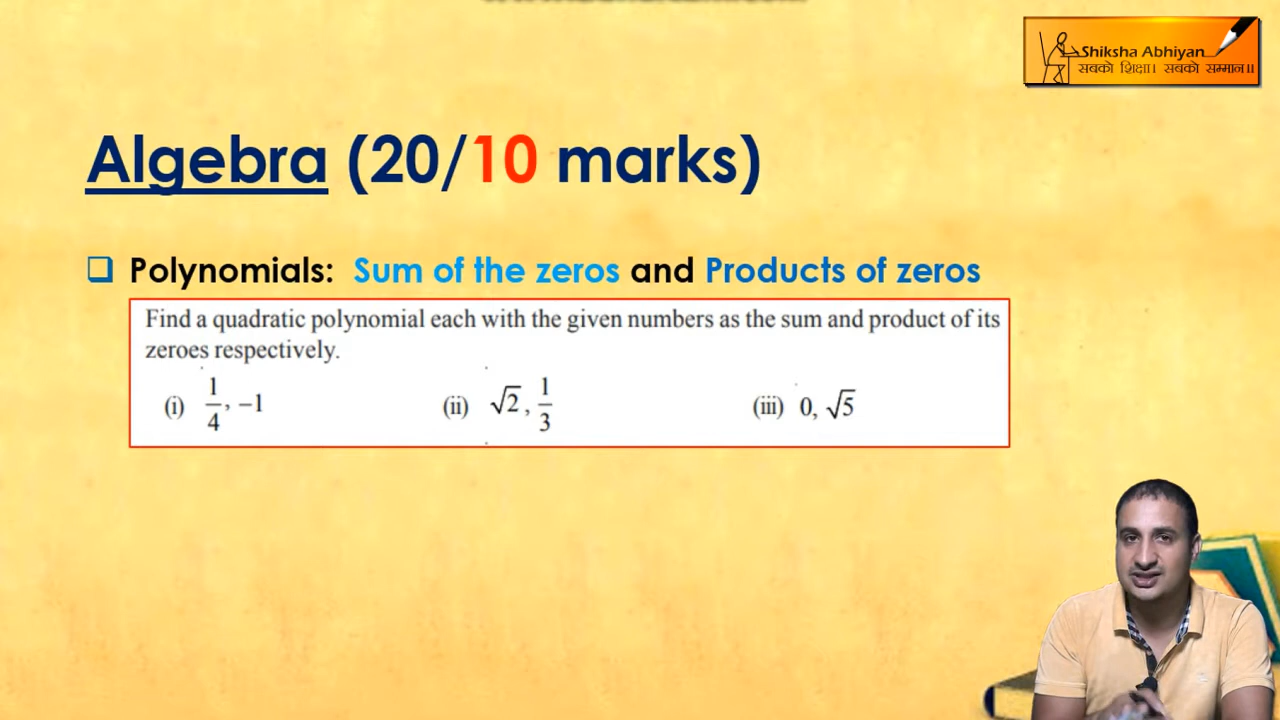 Shiksha Abhiyan
सबको शिक्षा। सबको सम्मान॥
Algebra (20/10 marks)
Polynomials: Sum of the zeros and Products of zeros
Find a quadratic polynomial each with the given numbers as the sum and product of its
zeroes respectively.
(i) 1/4, −1 (ii) √2, 1/3 (iii) 0, √5